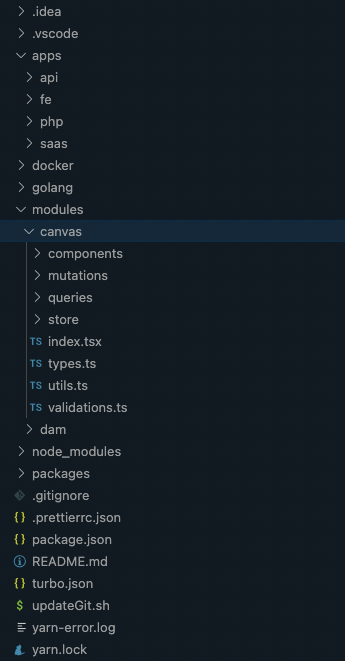 .idea
.vscode
apps
api
fe
php
saas
docker
golang
modules
canvas
components
mutations
queries
store
TS index.tsx
TS types.ts
TS utils.ts
TS validations.ts
dam
node_modules
packages
.gitignore
{ } .prettierrc.json
{ } package.json
README.md
{ } turbo.json
$ updateGit.sh
yarn-error.log
yarn.lock